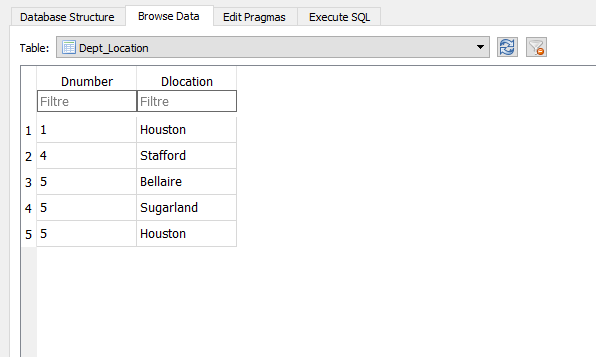 Database Structure Browse Data Edit Pragmas Execute SQL
Table: Dept_Location
Dnumber Dlocation
Filtre Filtre
1 1 Houston
2 4 Stafford
3 5 Bellaire
4 5 Sugarland
5 5 Houston